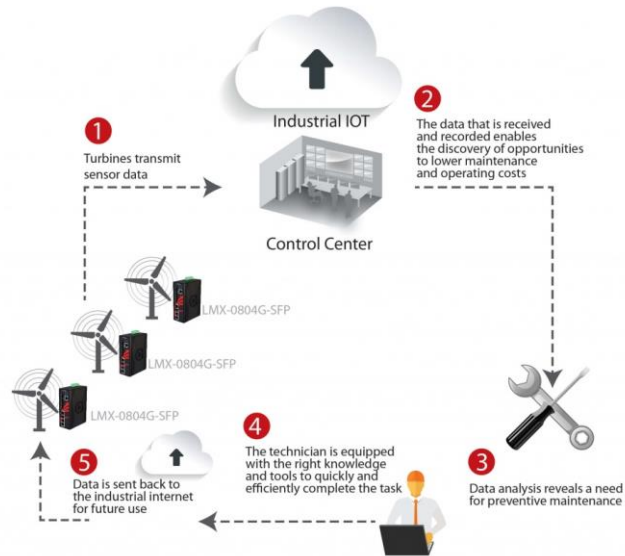 Industrial IOT
1
Turbines transmit
sensor data
2
The data that is received
and recorded enables
the discovery of opportunities
to lower maintenance
and operating costs
Control Center
LMX-0804G-SFP
LMX-0804G-SFP
LMX-0804G-SFP
3
Data analysis reveals a need
for preventive maintenance
4
The technician is equipped
with the right knowledge
and tools to quickly and
efficiently complete the task
5
Data is sent back to
the industrial internet
for future use